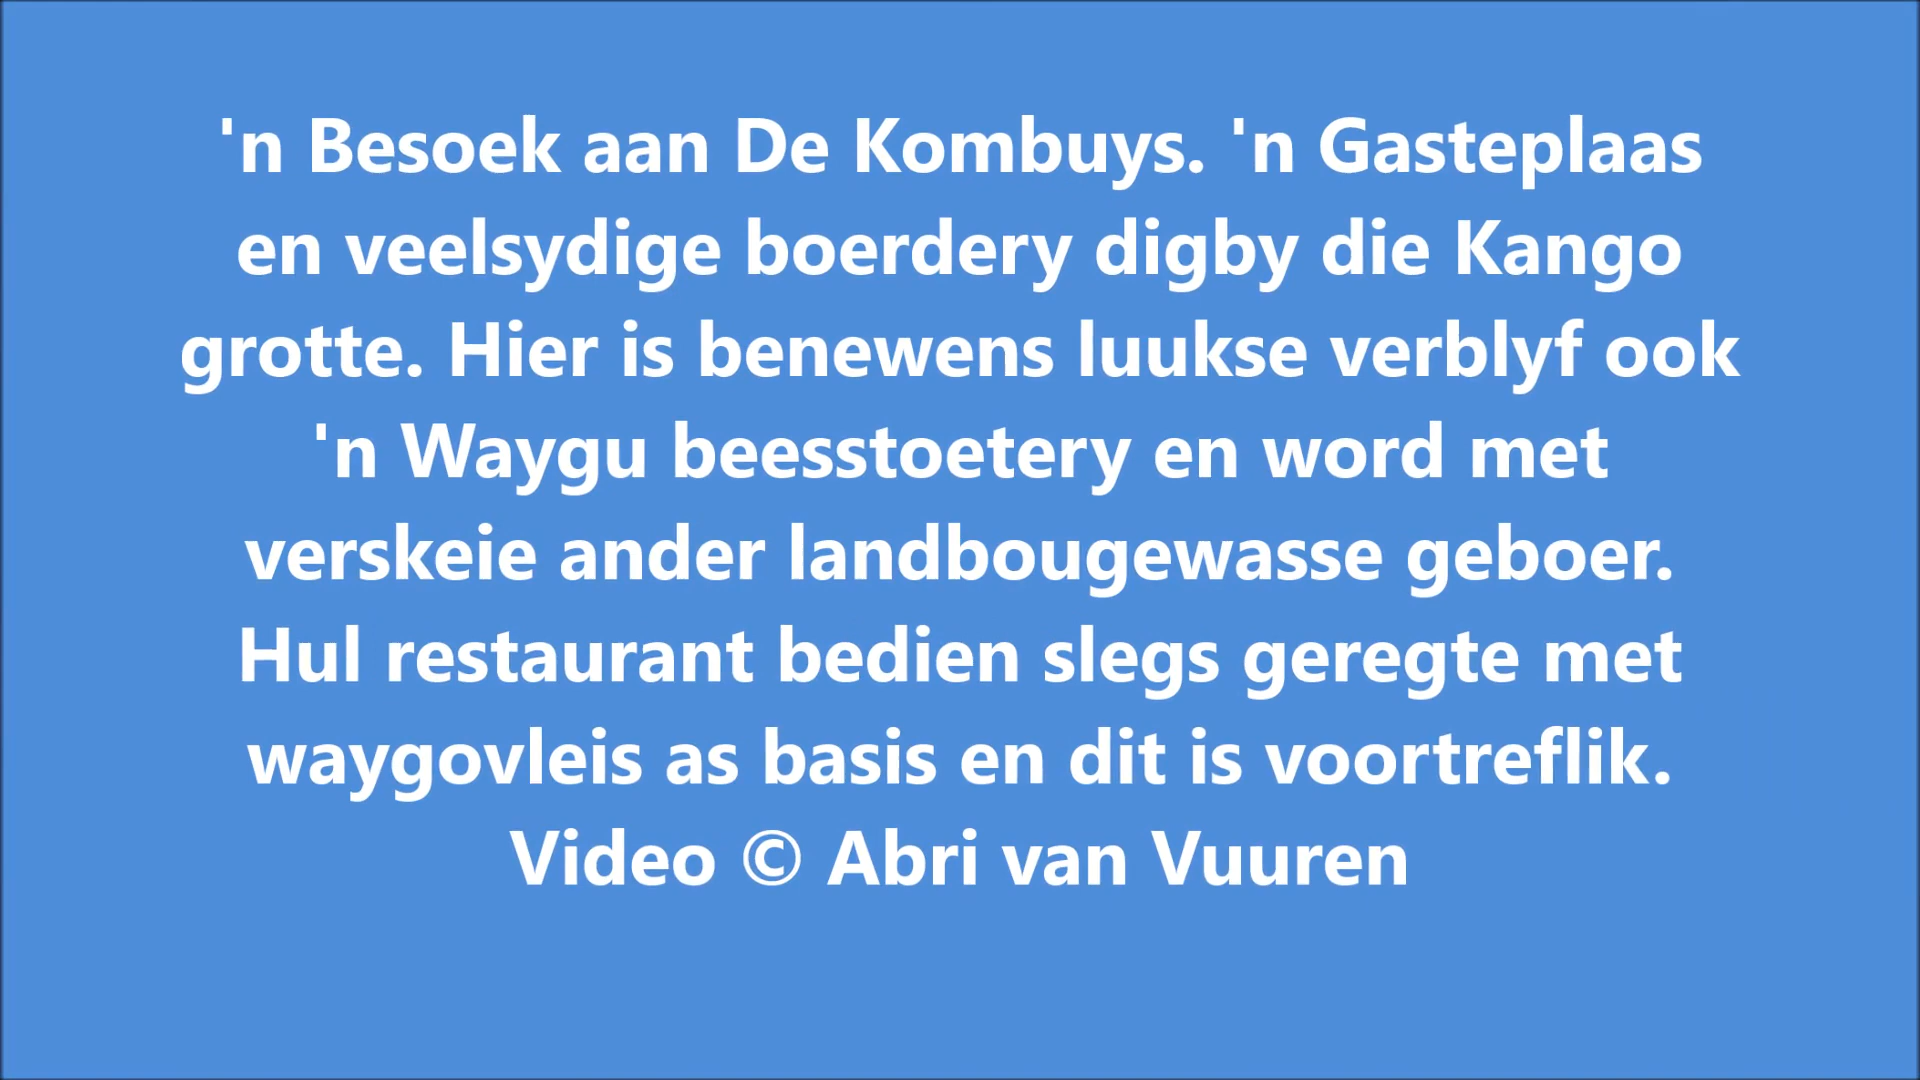 'n Besoek aan De Kombuys. 'n Gasteplaas
en veelsydige boerdery digby die Kango
grotte. Hier is benewens luukse verblyf ook
'n Waygu beesstoetery en word met
verskeie ander landbougewasse geboer.
Hul restaurant bedien slegs geregte met
waygovleis as basis en dit is voortreflik.
Video © Abri van Vuuren